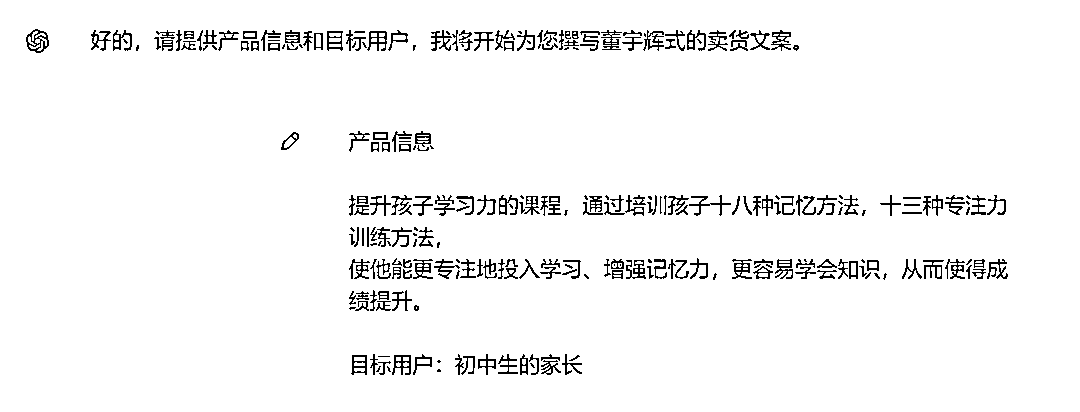 好的，请提供产品信息和目标用户，我将开始为您撰写董宇辉式的卖货文案。
产品信息
提升孩子学习力的课程，通过培训孩子十八种记忆方法，十三种专注力
训练方法，
使他能更专注地投入学习、增强记忆力，更容易学会知识，从而使得成
绩提升。
目标用户：初中生的家长